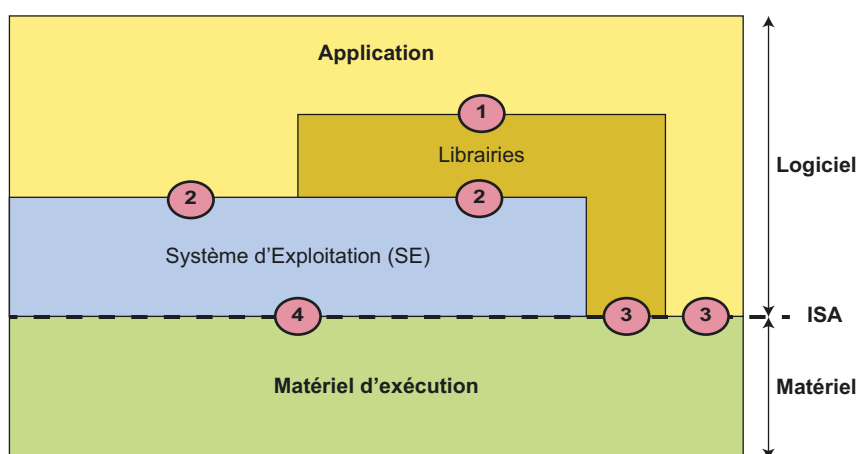 Application
1
Librairies
Logiciel
2
2
Système d'Exploitation (SE)
4
3
3
ISA
Matériel d'exécution
Matériel